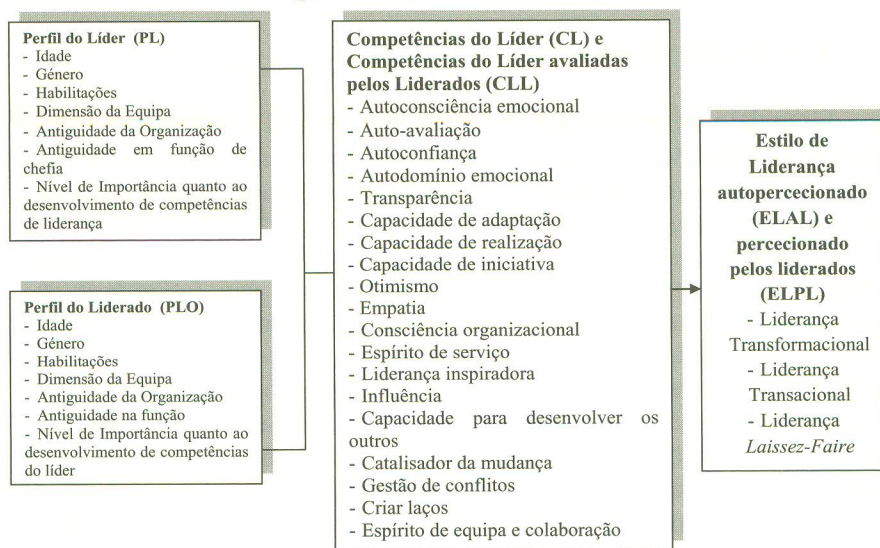 Perfil do Líder (PL)
- Idade
- Género
- Habilitações
- Dimensão da Equipa
- Antiguidade da Organização
- Antiguidade em função de
chefia
- Nível de Importância quanto ao
desenvolvimento de competências
de liderança
Perfil do Liderado (PLO)
- Idade
- Género
- Habilitações
- Dimensão da Equipa
- Antiguidade da Organização
- Antiguidade na função
- Nível de Importância quanto ao
desenvolvimento de competências
do líder
Competências do Líder (CL) e
Competências do Líder avaliadas
pelos Liderados (CLL)
- Autoconsciência emocional
- Auto-avaliação
- Autoconfiança
- Autodomínio emocional
- Transparência
- Capacidade de adaptação
- Capacidade de realização
- Capacidade de iniciativa
- Otimismo
- Empatia
- Consciência organizacional
- Espírito de serviço
- Liderança inspiradora
- Influência
- Capacidade para desenvolver os
outros
- Catalisador da mudança
- Gestão de conflitos
- Criar laços
- Espírito de equipa e colaboração
Estilo de
Liderança
autopercecionado
(ELAL) e
percecionado
pelos liderados
(ELPL)
- Liderança
Transformacional
- Liderança
Transacional
- Liderança
Laissez-Faire